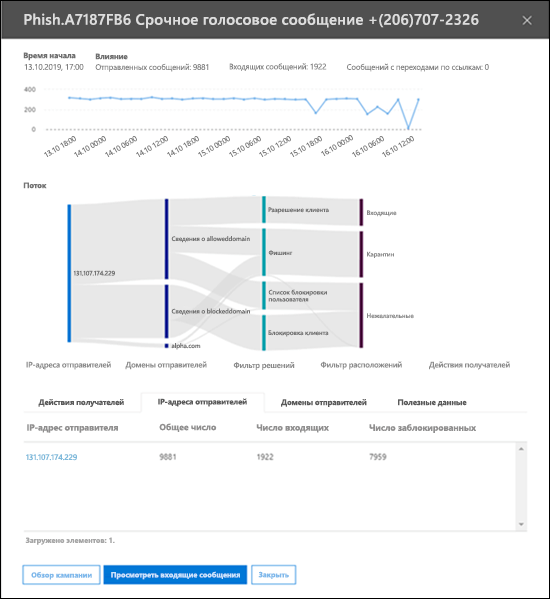 Phish.A7187FB6 Срочное голосовое сообщение +(206)707-2326
Время начала
13.10.2019, 17:00
Влияние
Отправленных сообщений: 9881
Входящих сообщений: 1922
Сообщений с переходами по ссылкам: 0
400
200
0
13.10 18:00
14.10 00:00
14.10 06:00
14.10 12:00
14.10 18:00
15.10 00:00
15.10 06:00
15.10 12:00
15.10 18:00
16.10 00:00
16.10 06:00
16.10 12:00
Поток
131.107.174.229
Сведения о alloweddomain
Сведения о blockeddomain
alpha.com
Разрешение клиента
Фишинг
Список блокировки
пользователя
Блокировка клиента
Входящие
Карантин
Нежелательные
IP-адреса отправителей
Домены отправителей
Фильтр решений
Фильтр расположений
Действия получателей
Действия получателей
IP-адреса отправителей
Домены отправителей
Полезные данные
IP-адрес отправителя
Общее число
Число входящих
Число заблокированных
131.107.174.229
9881
1922
7959
Загружено элементов: 1.
Обзор кампании
Просмотреть входящие сообщения
Закрыть